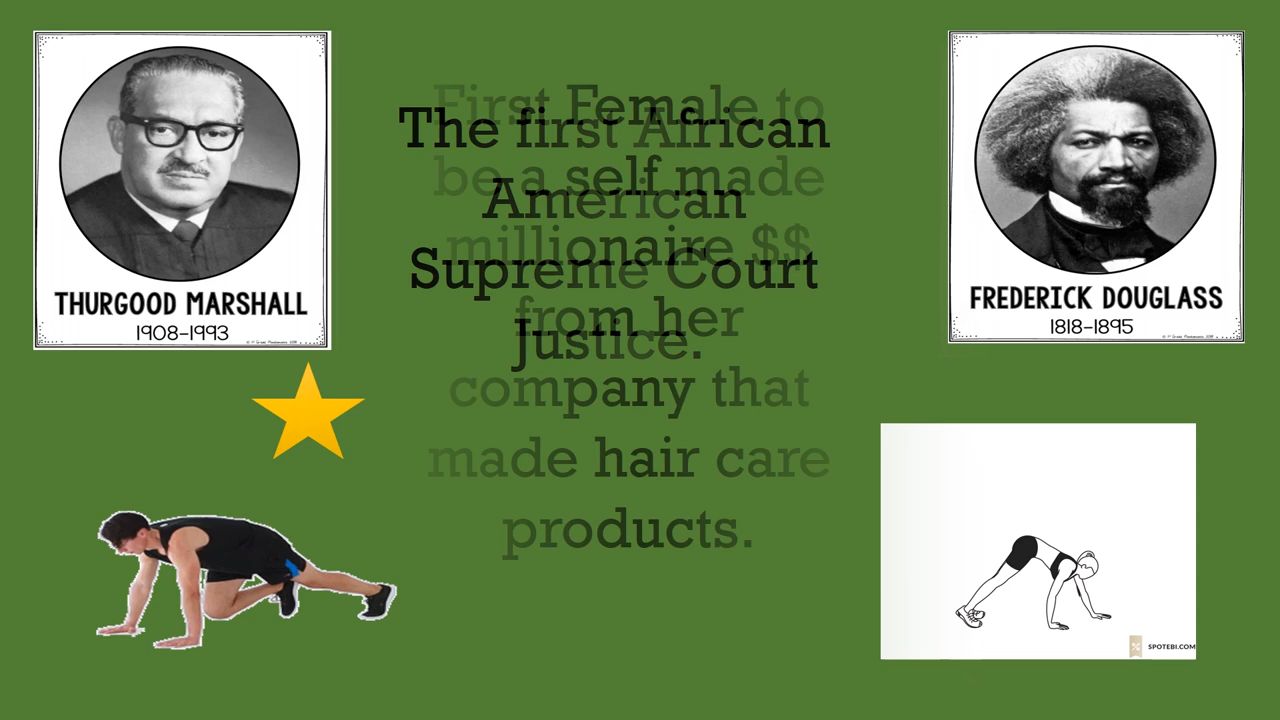 THURGOOD MARSHALL
1908-1993
The first African
American
Supreme Court
Justice.
First Female to
be a self made
millionaire $$
from her
company that
made hair care
products.
FREDERICK DOUGLASS
1818-1895
SPOTEBI.COM